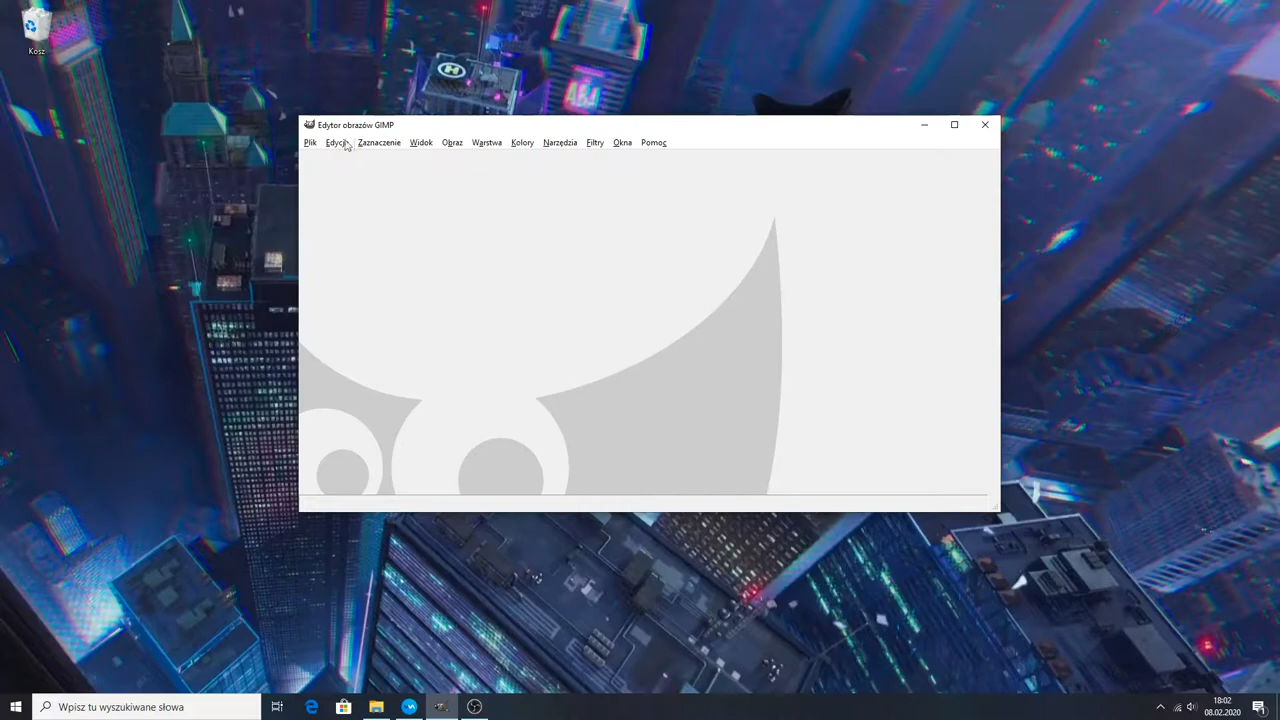 Kosz
H
Edytor obrazów GIMP
Plik Edycja Zaznaczenie Widok Obraz Warstwa Kolory Narzędzia Filtry Okna Pomoc
Wpisz tu wyszukiwane słowa
18:02
08.02.2020
1